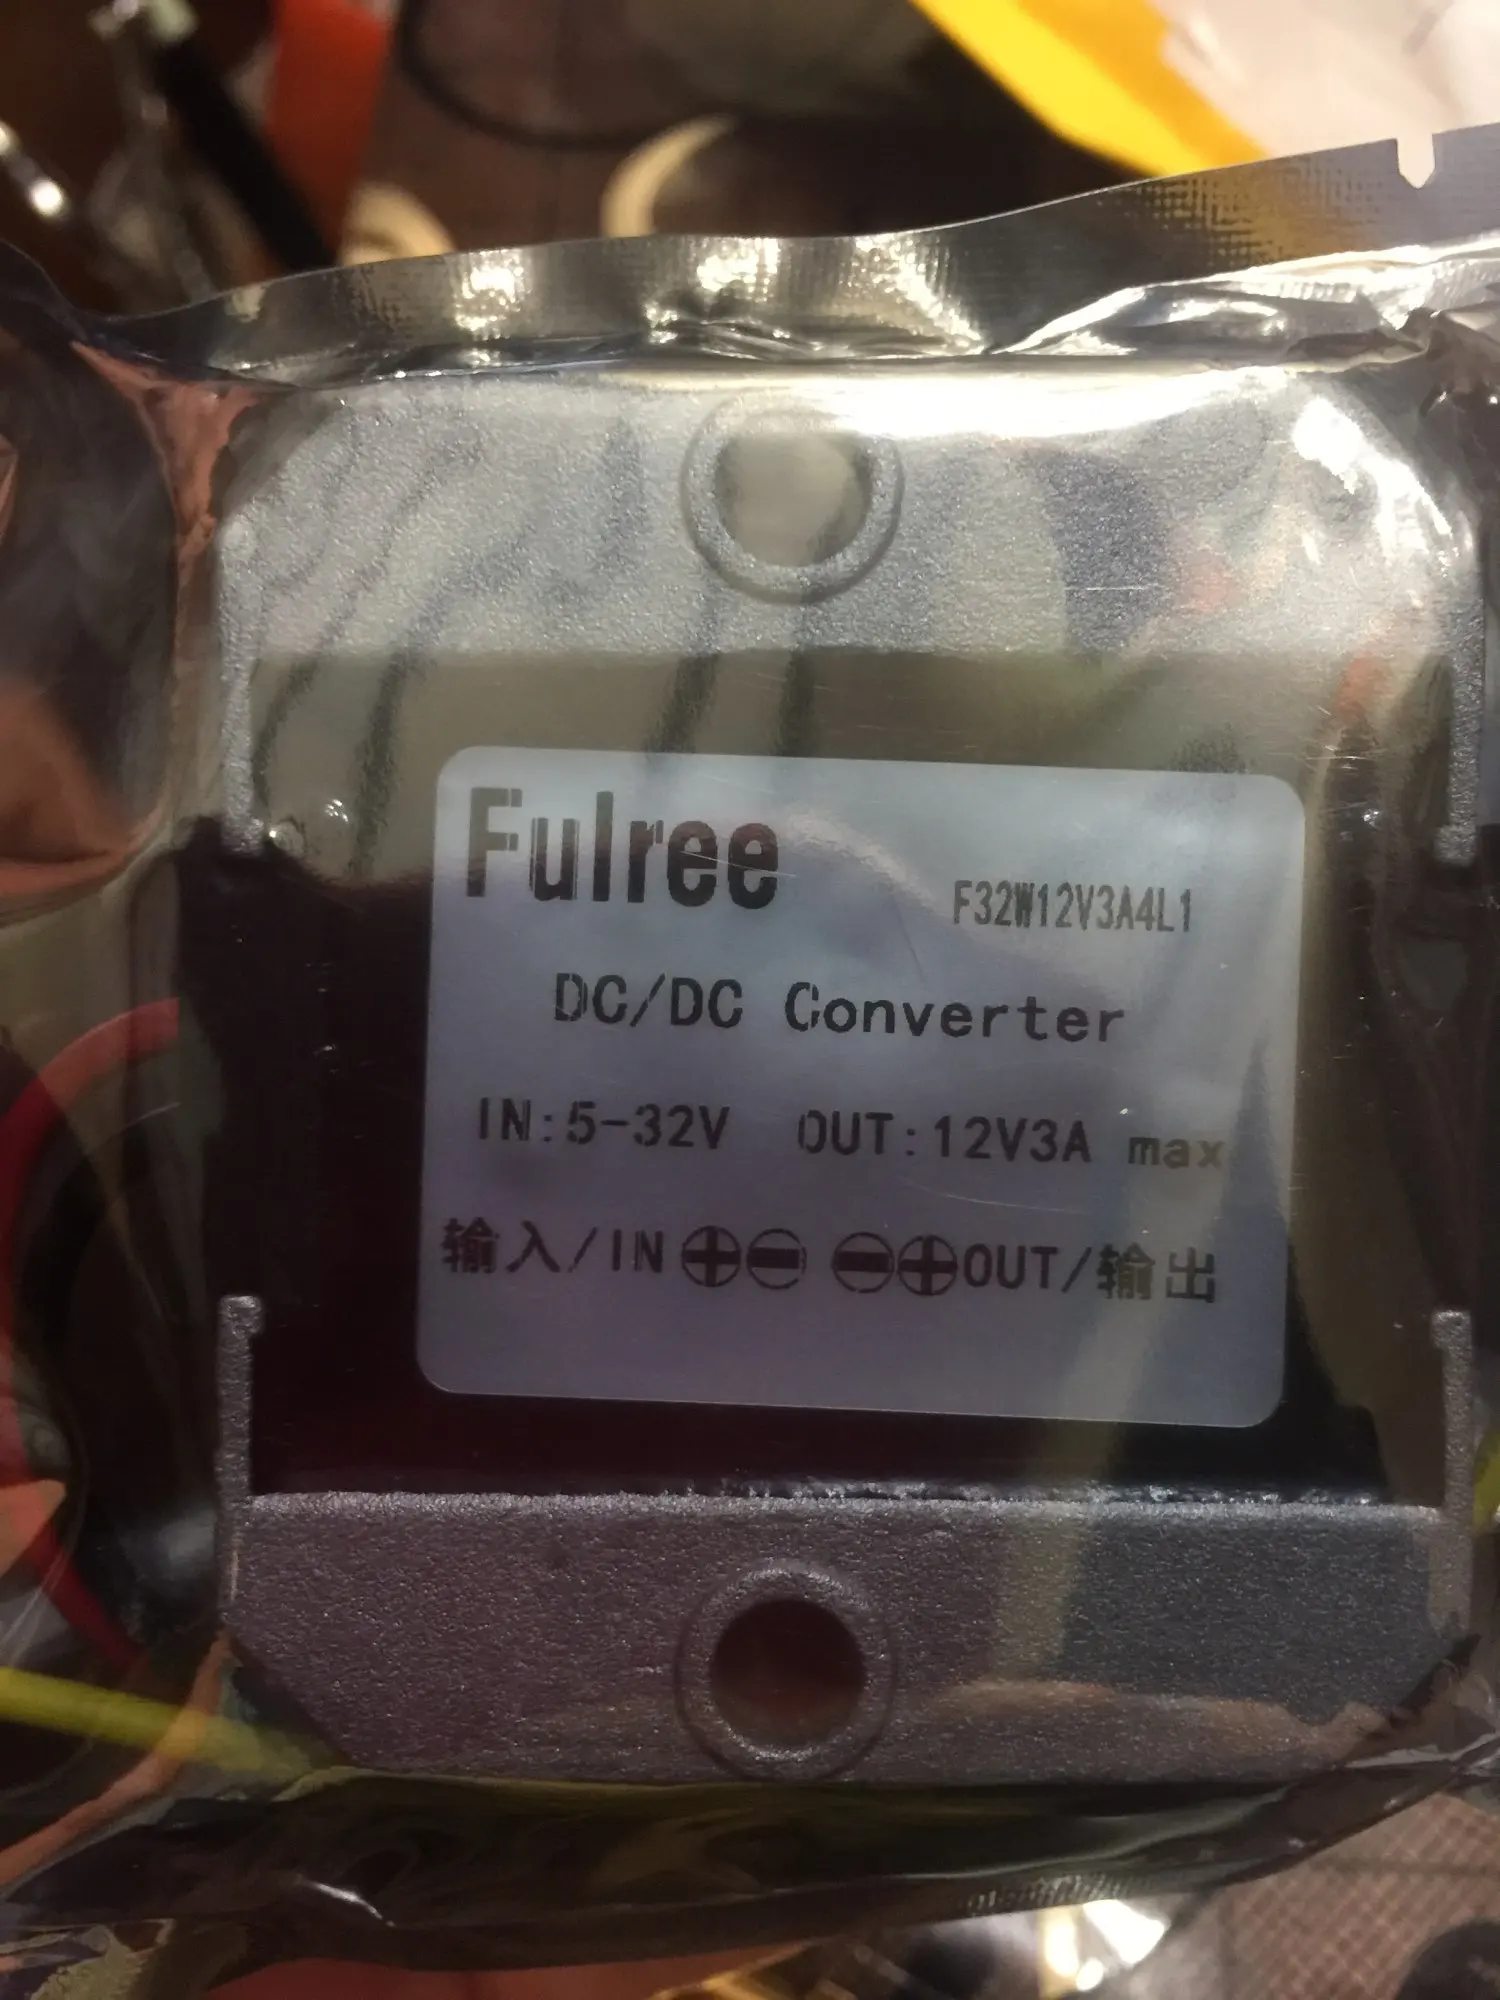 Fulree
F32W12V3A4L1
DC/DC Converter
IN:5-32V OUT:12V3A max
输入/IN⊕⊖ ⊖⊕OUT/输出